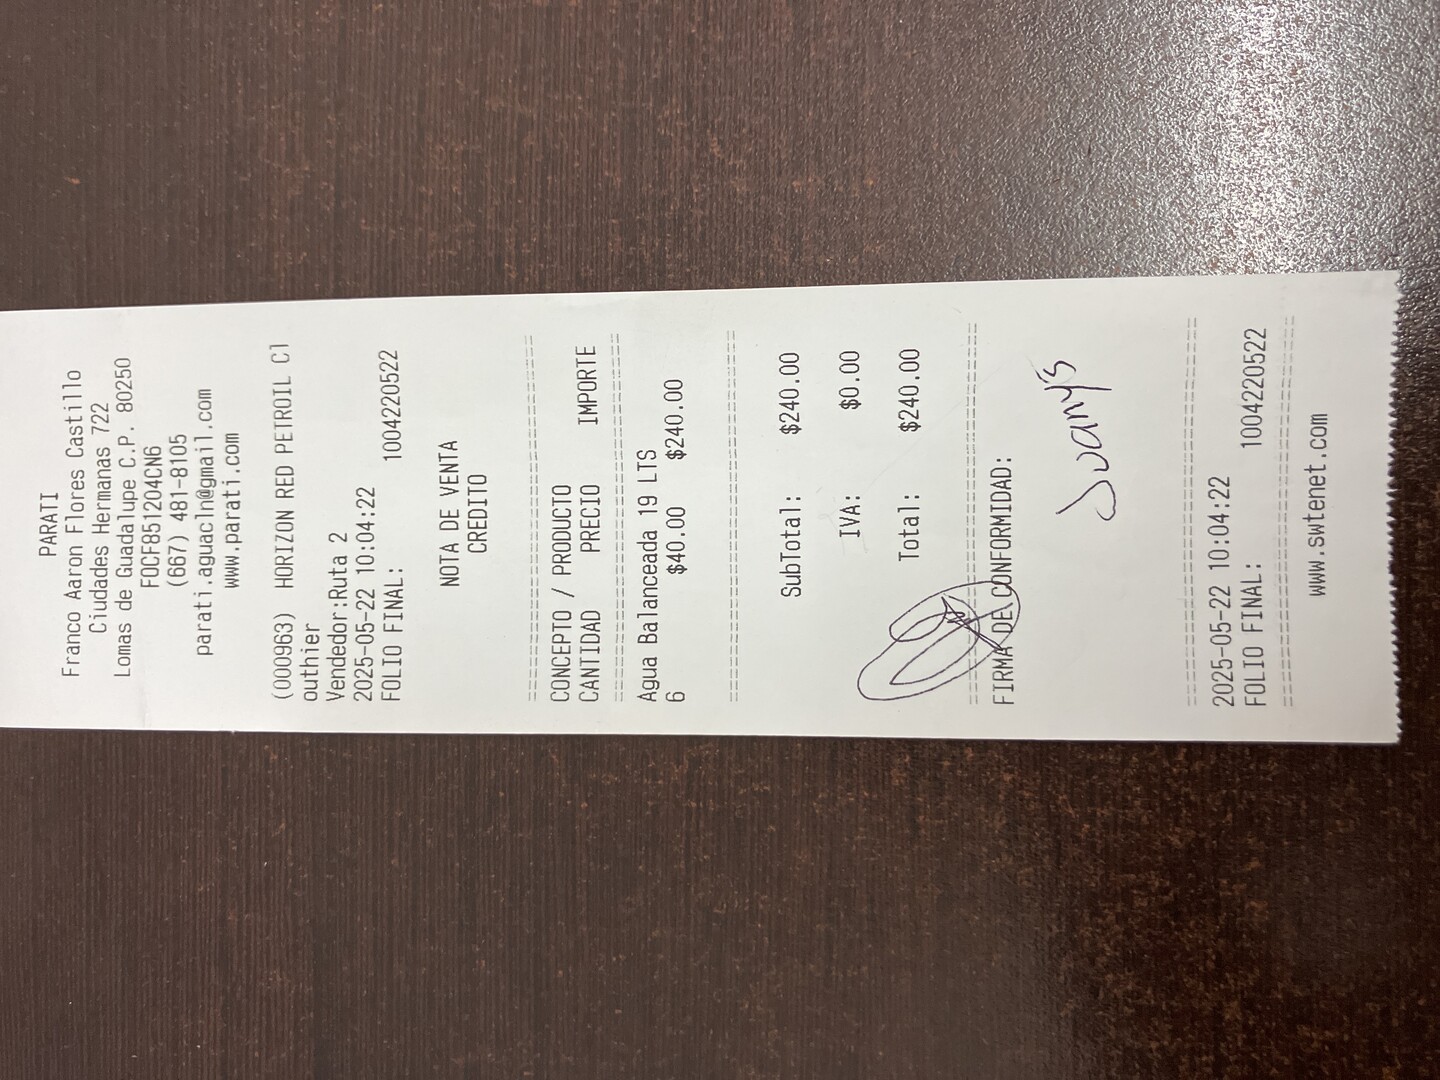 PARATI
Franco Aaron Flores Castillo
Ciudades Hermanas 722
Lomas de Guadalupe C.P. 80250
FOCF851204CN6
(667) 481-8105
parati.aguacln@gmail.com
www.parati.com
(000963) HORIZON RED PETROIL Cl
outhier
Vendedor:Ruta 2
2025-05-22 10:04:22
FOLIO FINAL: 1004220522
NOTA DE VENTA
CREDITO
CONCEPTO / PRODUCTO
CANTIDAD PRECIO IMPORTE
Agua Balanceada 19 LTS
6 $40.00 $240.00
SubTotal: $240.00
IVA: $0.00
Total: $240.00
FIRMA DE CONFORMIDAD:
Juany's
2025-05-22 10:04:22
FOLIO FINAL: 1004220522
www.swtenet.com